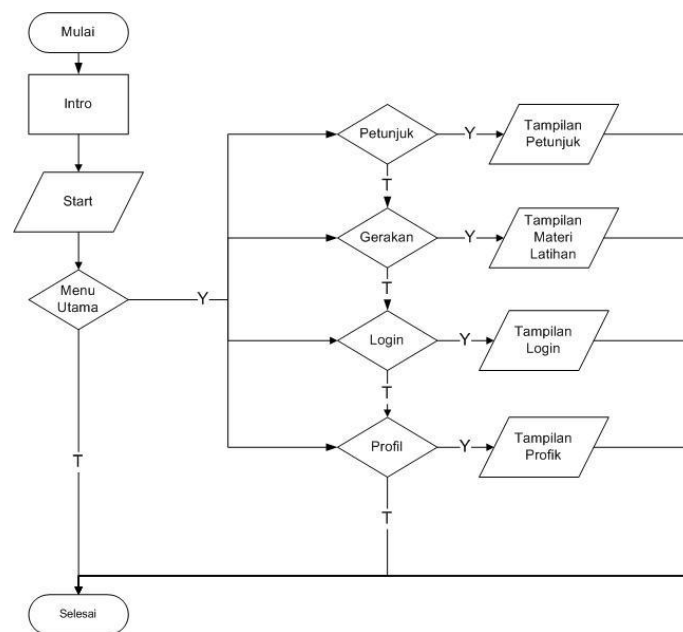 Mulai
Intro
Start
Menu
Utama
Y
T
Petunjuk
Y
Tampilan
Petunjuk
T
Gerakan
Y
Tampilan
Materi
Latihan
T
Login
Y
Tampilan
Login
T
Profil
Y
Tampilan
Profik
T
Selesai